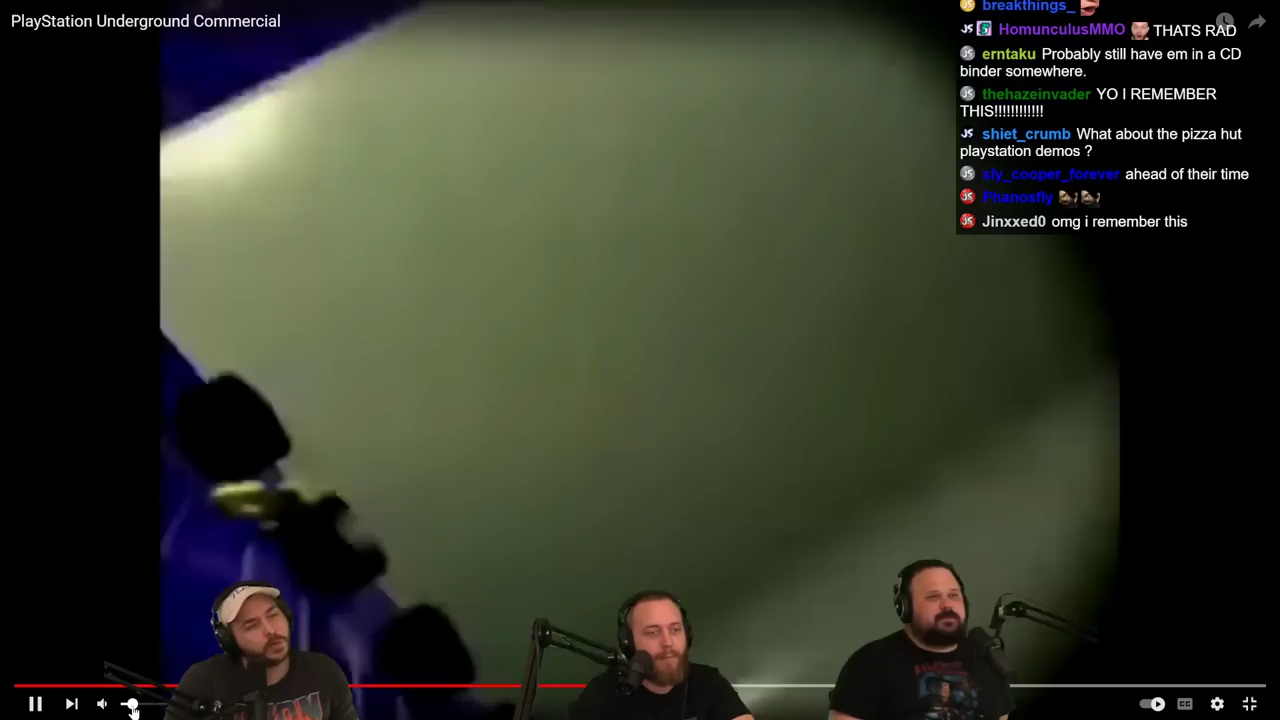 PlayStation Underground Commercial
breakthings_
HomunculusMMO THATS RAD
erntaku Probably still have em in a CD
binder somewhere.
thehazeinvader YO I REMEMBER
THIS!!!!!!!!!!!!
shiet_crumb What about the pizza hut
playstation demos ?
sly_cooper_forever ahead of their time
Phanosfly
Jinxxed0 omg i remember this